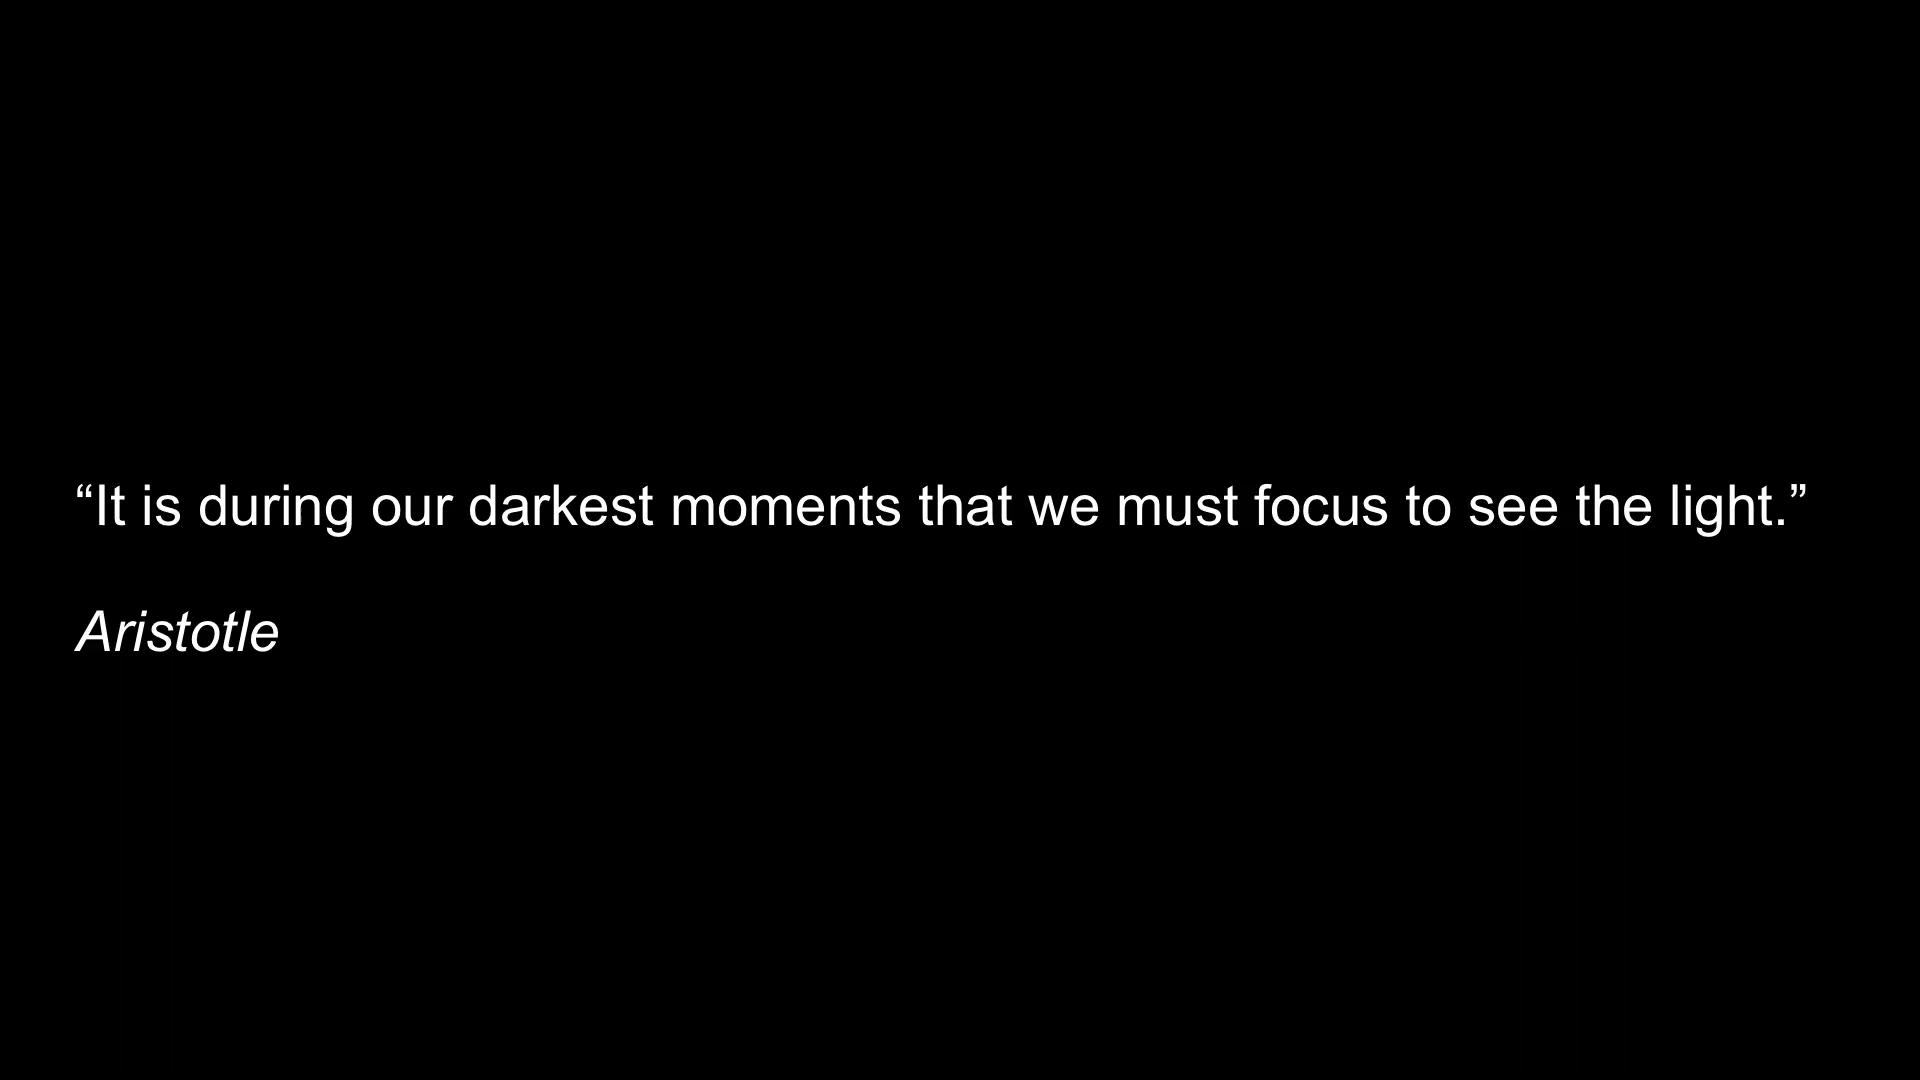 “It is during our darkest moments that we must focus to see the light.”
Aristotle